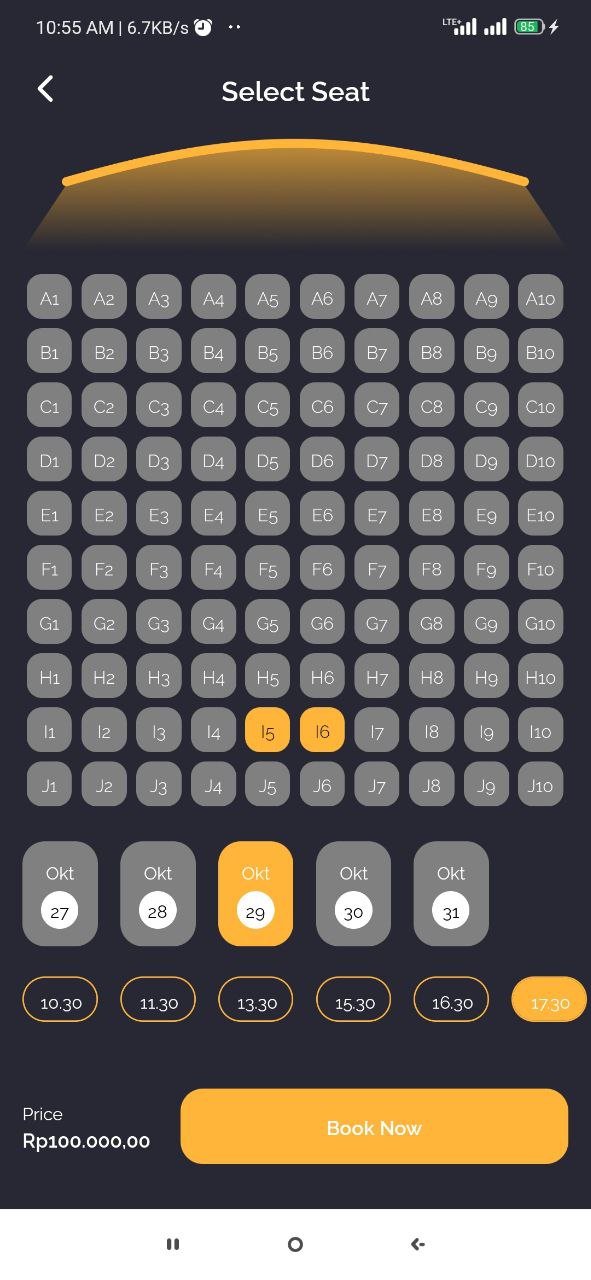 10:55 AM | 6.7KB/s
LTE+
85
Select Seat
A1 A2 A3 A4 A5 A6 A7 A8 A9 A10
B1 B2 B3 B4 B5 B6 B7 B8 B9 B10
C1 C2 C3 C4 C5 C6 C7 C8 C9 C10
D1 D2 D3 D4 D5 D6 D7 D8 D9 D10
E1 E2 E3 E4 E5 E6 E7 E8 E9 E10
F1 F2 F3 F4 F5 F6 F7 F8 F9 F10
G1 G2 G3 G4 G5 G6 G7 G8 G9 G10
H1 H2 H3 H4 H5 H6 H7 H8 H9 H10
I1 I2 I3 I4 I5 I6 I7 I8 I9 I10
J1 J2 J3 J4 J5 J6 J7 J8 J9 J10
Okt Okt Okt Okt Okt
27 28 29 30 31
10.30 11.30 13.30 15.30 16.30 17.30
Price
Rp100.000,00
Book Now